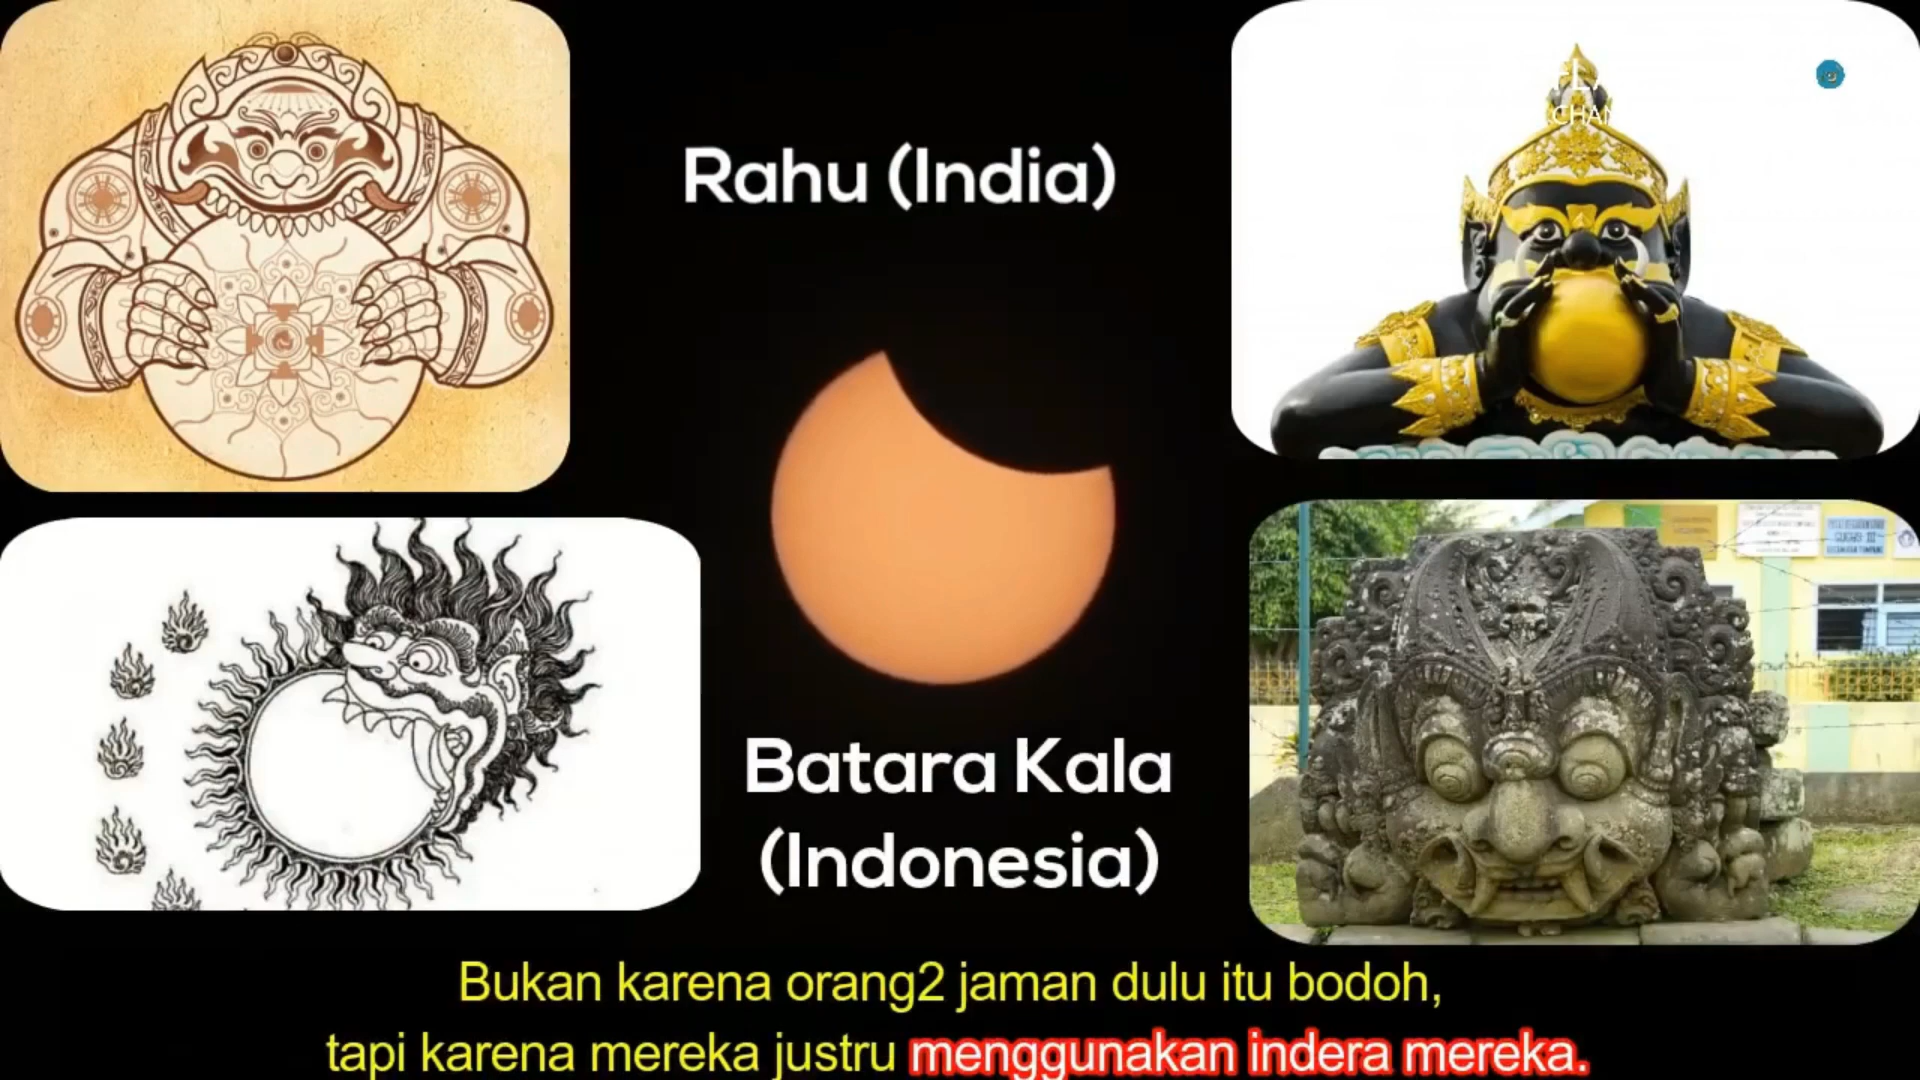 Rahu (India)
CHAN
Batara Kala
(Indonesia)
Bukan karena orang2 jaman dulu itu bodoh,
tapi karena mereka justru menggunakan indera mereka.